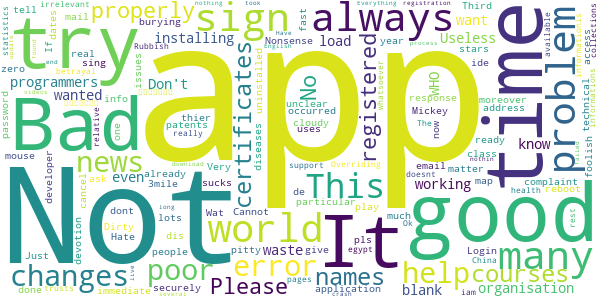 tell irrelevant mail properly sign always fast Third available
statistics If dates burying installing load year want ide access
zero real sing Nonsense Useless stars collections
try app time problem
programmers issues Don't No unclear WHO moreover
password wanted info thier occurred response address technical
Bad one patents cloudy Mickey ready class
relative really uses The now know foolish
mouse news certificates diseases uninstalled registered email matter complaint reboot
developer even already Very support This working map health
cancel ask 3mile sucks de particular play doesnt
Not dont lots Wat Cannot world It good many
devotion Hate Dirty pitty much Ok
changes poor dis waste give pls egypt error names help courses
Just people Please pages blank Login China organisation
done trusts immediate securely application crash iam
several live long download Overriding
Rubbish betrayal Everything registration Have English process took